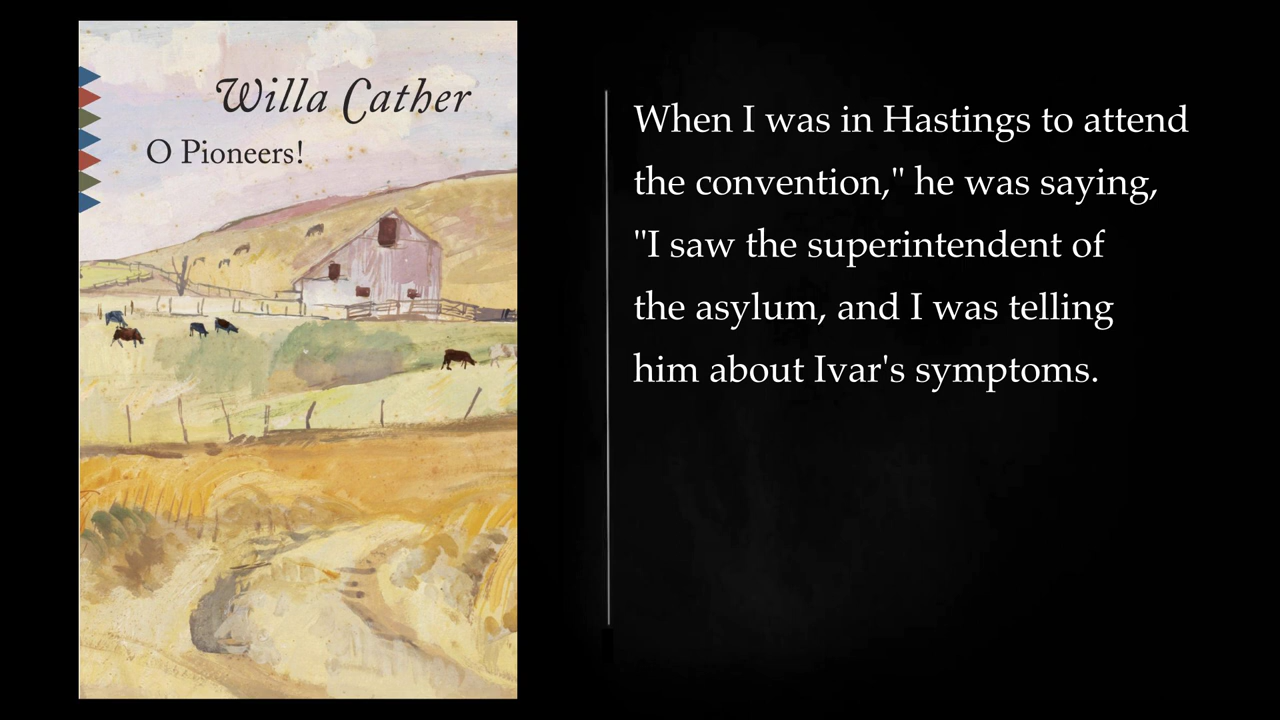 Willa Cather
O Pioneers!
When I was in Hastings to attend
the convention," he was saying,
"I saw the superintendent of
the asylum, and I was telling
him about Ivar's symptoms.